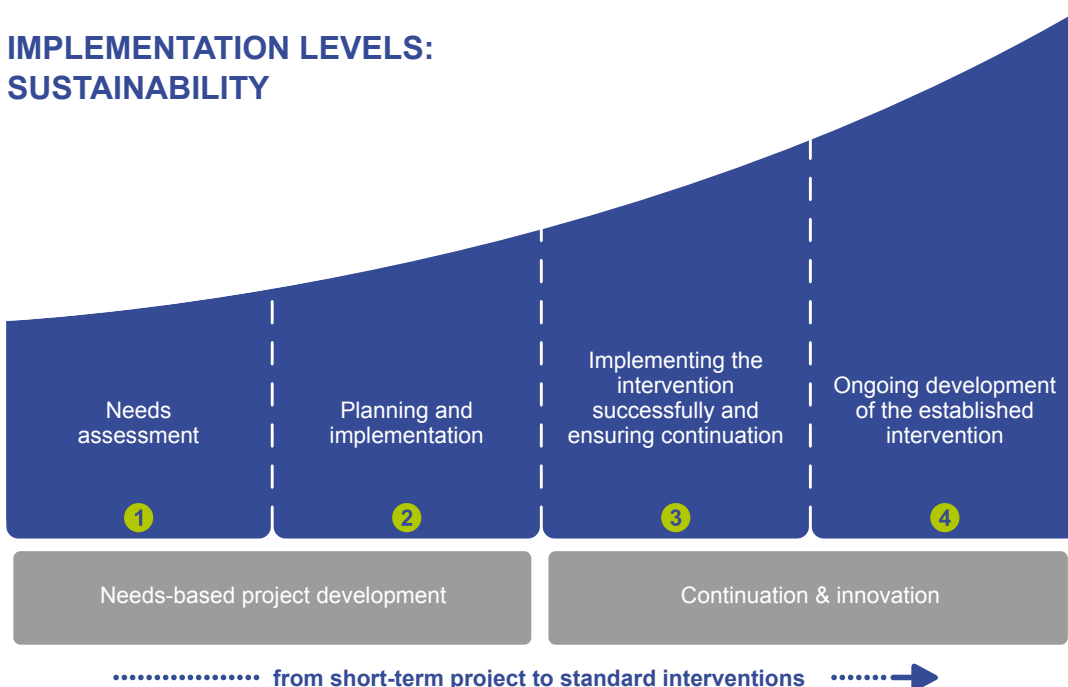 IMPLEMENTATION LEVELS:
SUSTAINABILITY
Needs
assessment
1
Planning and
implementation
2
Implementing the
intervention
successfully and
ensuring continuation
3
Ongoing development
of the established
intervention
4
Needs-based project development
Continuation & innovation
from short-term project to standard interventions